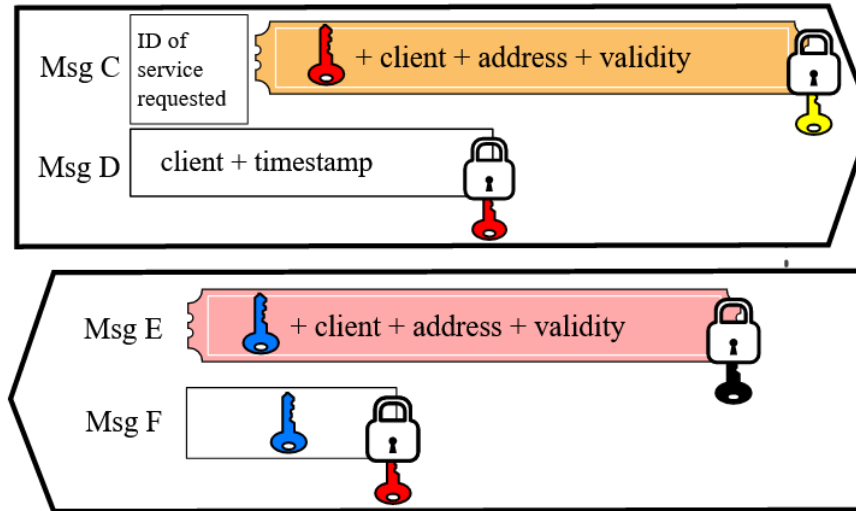 Msg C
ID of
service
requested
+ client + address + validity
Msg D
client + timestamp
Msg E
+ client + address + validity
Msg F